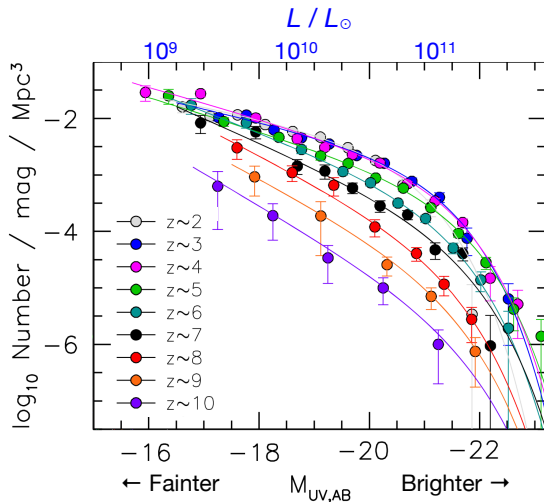 L / L⊙
10⁹ 10¹⁰ 10¹¹
log₁₀ Number / mag / Mpc³
−2
−4
−6
z~2
z~3
z~4
z~5
z~6
z~7
z~8
z~9
z~10
−16 −18 −20 −22
← Fainter M_UV,AB Brighter →